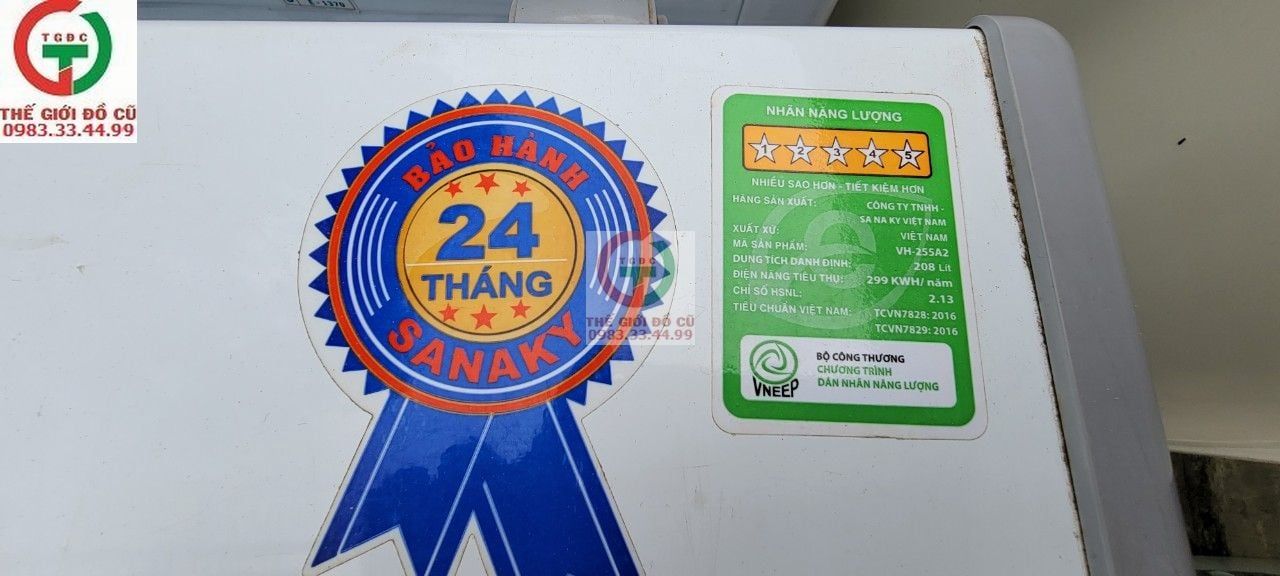 TGĐC
THẾ GIỚI ĐỒ CŨ
0983.33.44.99
BẢO HÀNH
24
THÁNG
SANAKY
TGĐC
THẾ GIỚI ĐỒ CŨ
0983.33.44.99
NHÃN NĂNG LƯỢNG
1 2 3 4 5
NHIỀU SAO HƠN - TIẾT KIỆM HƠN
HÃNG SẢN XUẤT: CÔNG TY TNHH -
SA NA KY VIỆT NAM
XUẤT XỨ: VIỆT NAM
MÃ SẢN PHẨM: VH-255A2
DUNG TÍCH DANH ĐỊNH: 208 Lít
ĐIỆN NĂNG TIÊU THỤ: 299 KWH/ năm
CHỈ SỐ HSNL: 2.13
TIÊU CHUẨN VIỆT NAM: TCVN7828: 2016
TCVN7829: 2016
VNEEP
BỘ CÔNG THƯƠNG
CHƯƠNG TRÌNH
DÁN NHÃN NĂNG LƯỢNG